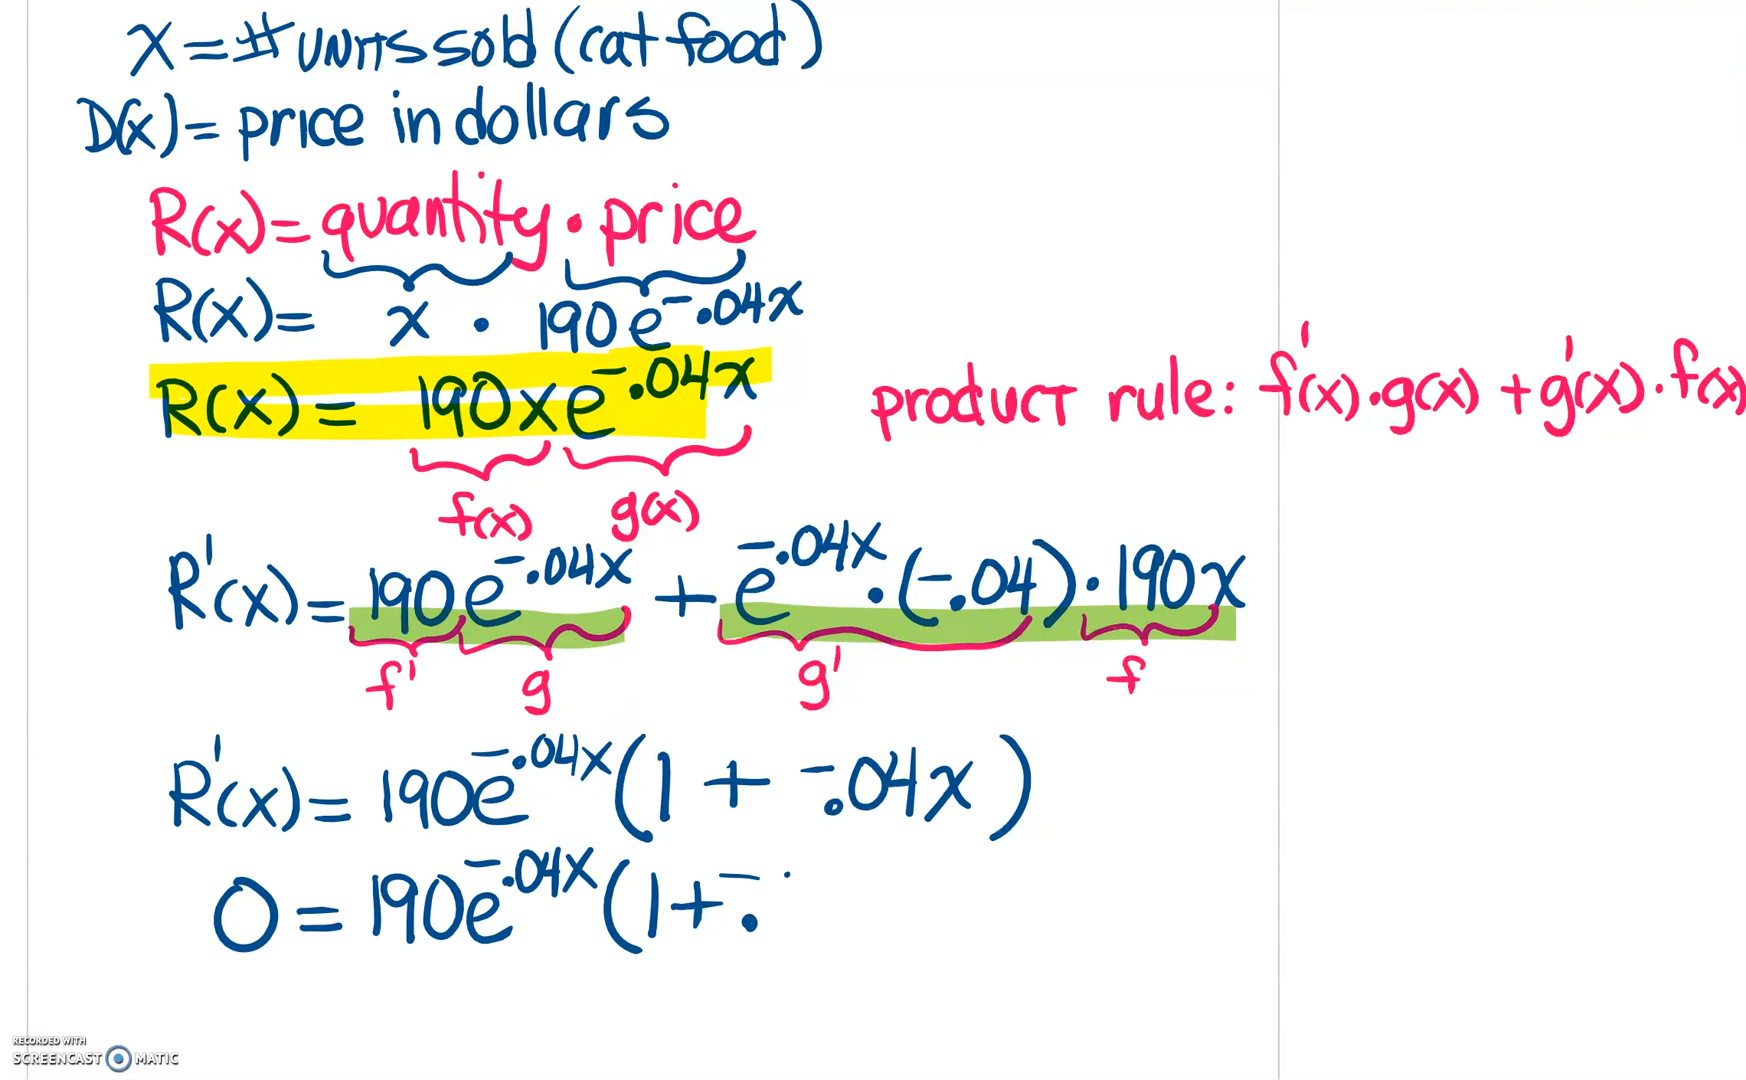 x = # UNITS sold (cat food)
D(x) = price in dollars
R(x) = quantity · price
R(x) = x · 190e^-.04x
R(x) = 190xe^-.04x
product rule: f'(x)·g(x) + g'(x)·f(x)
f(x) g(x)
R'(x) = 190e^-.04x + e^-.04x · (-.04) · 190x
f' g g' f
R'(x) = 190e^-.04x (1 + -.04x)
0 = 190e^-.04x (1 + -.
RECORDED WITH
SCREENCAST MATIC